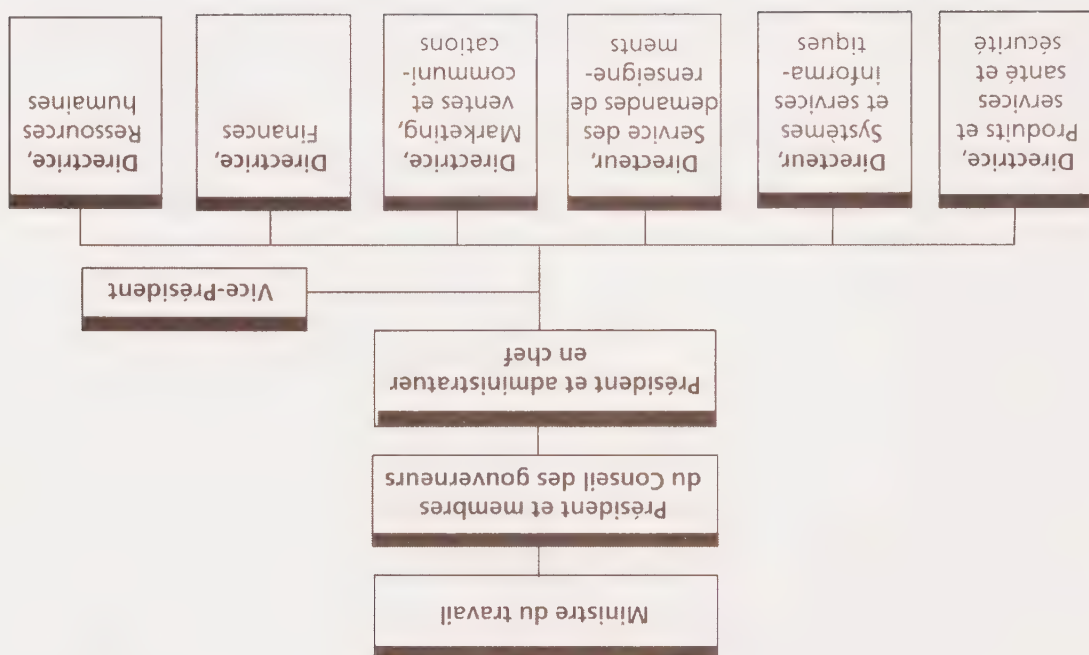 Ministre du travail
Président et membres
du Conseil des gouverneurs
Président et administratuer
en chef
Vice-Président
Directrice,
Produits et
services
santé et
sécurité
Directeur,
Systèmes
et services
informa-
tiques
Directeur,
Service des
demandes de
renseigne-
ments
Directrice,
Marketing,
ventes et
communi-
cations
Directrice,
Finances
Directrice,
Ressources
humaines